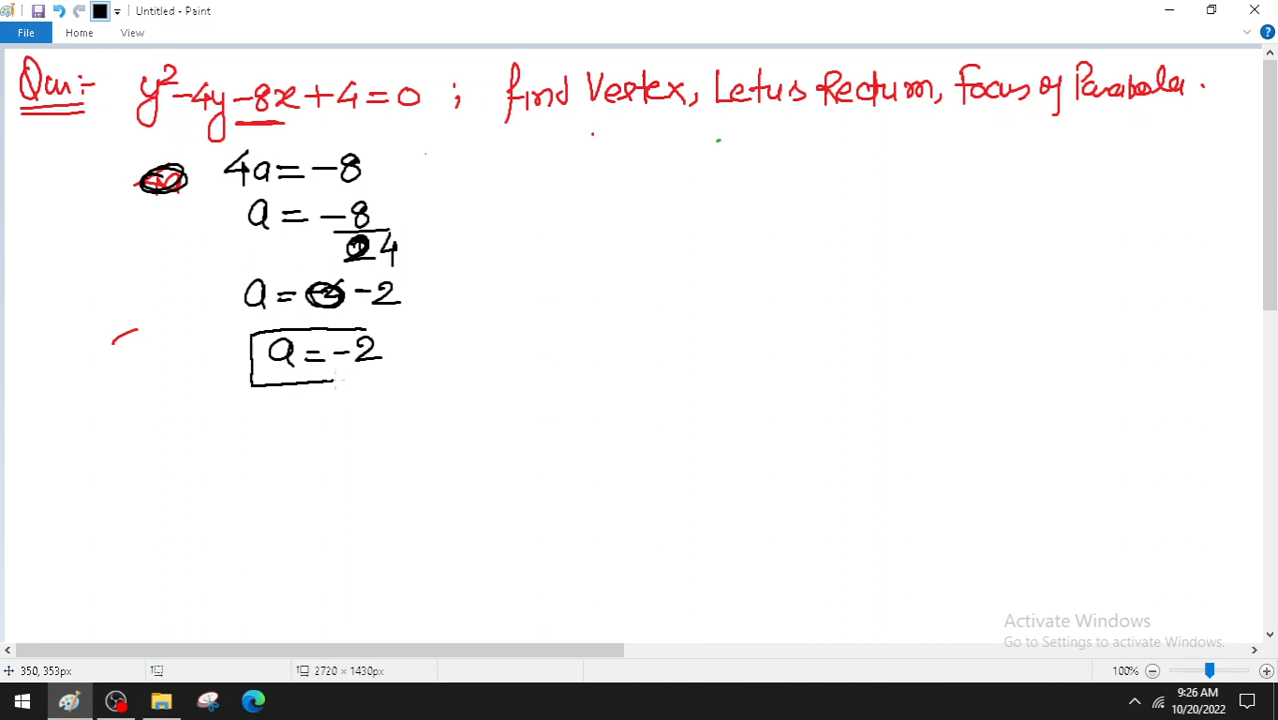 Untitled - Paint
File Home View
Qus:- y²-4y-8x+4=0 ; find Vertex, Letus Rectum, Focus of Parabola.
4a = -8
a = -8
4
a = -2
a = -2
Activate Windows
Go to Settings to activate Windows.
350, 353px 2720 × 1430px 100%
9:26 AM
10/20/2022